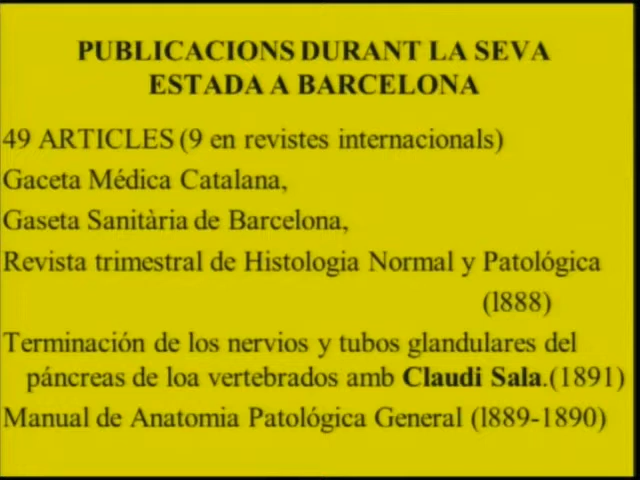 PUBLICACIONS DURANT LA SEVA
ESTADA A BARCELONA
49 ARTICLES (9 en revistes internacionals)
Gaceta Médica Catalana,
Gaseta Sanitària de Barcelona,
Revista trimestral de Histologia Normal y Patológica
(l888)
Terminación de los nervios y tubos glandulares del
páncreas de loa vertebrados amb Claudi Sala.(1891)
Manual de Anatomia Patológica General (l889-1890)